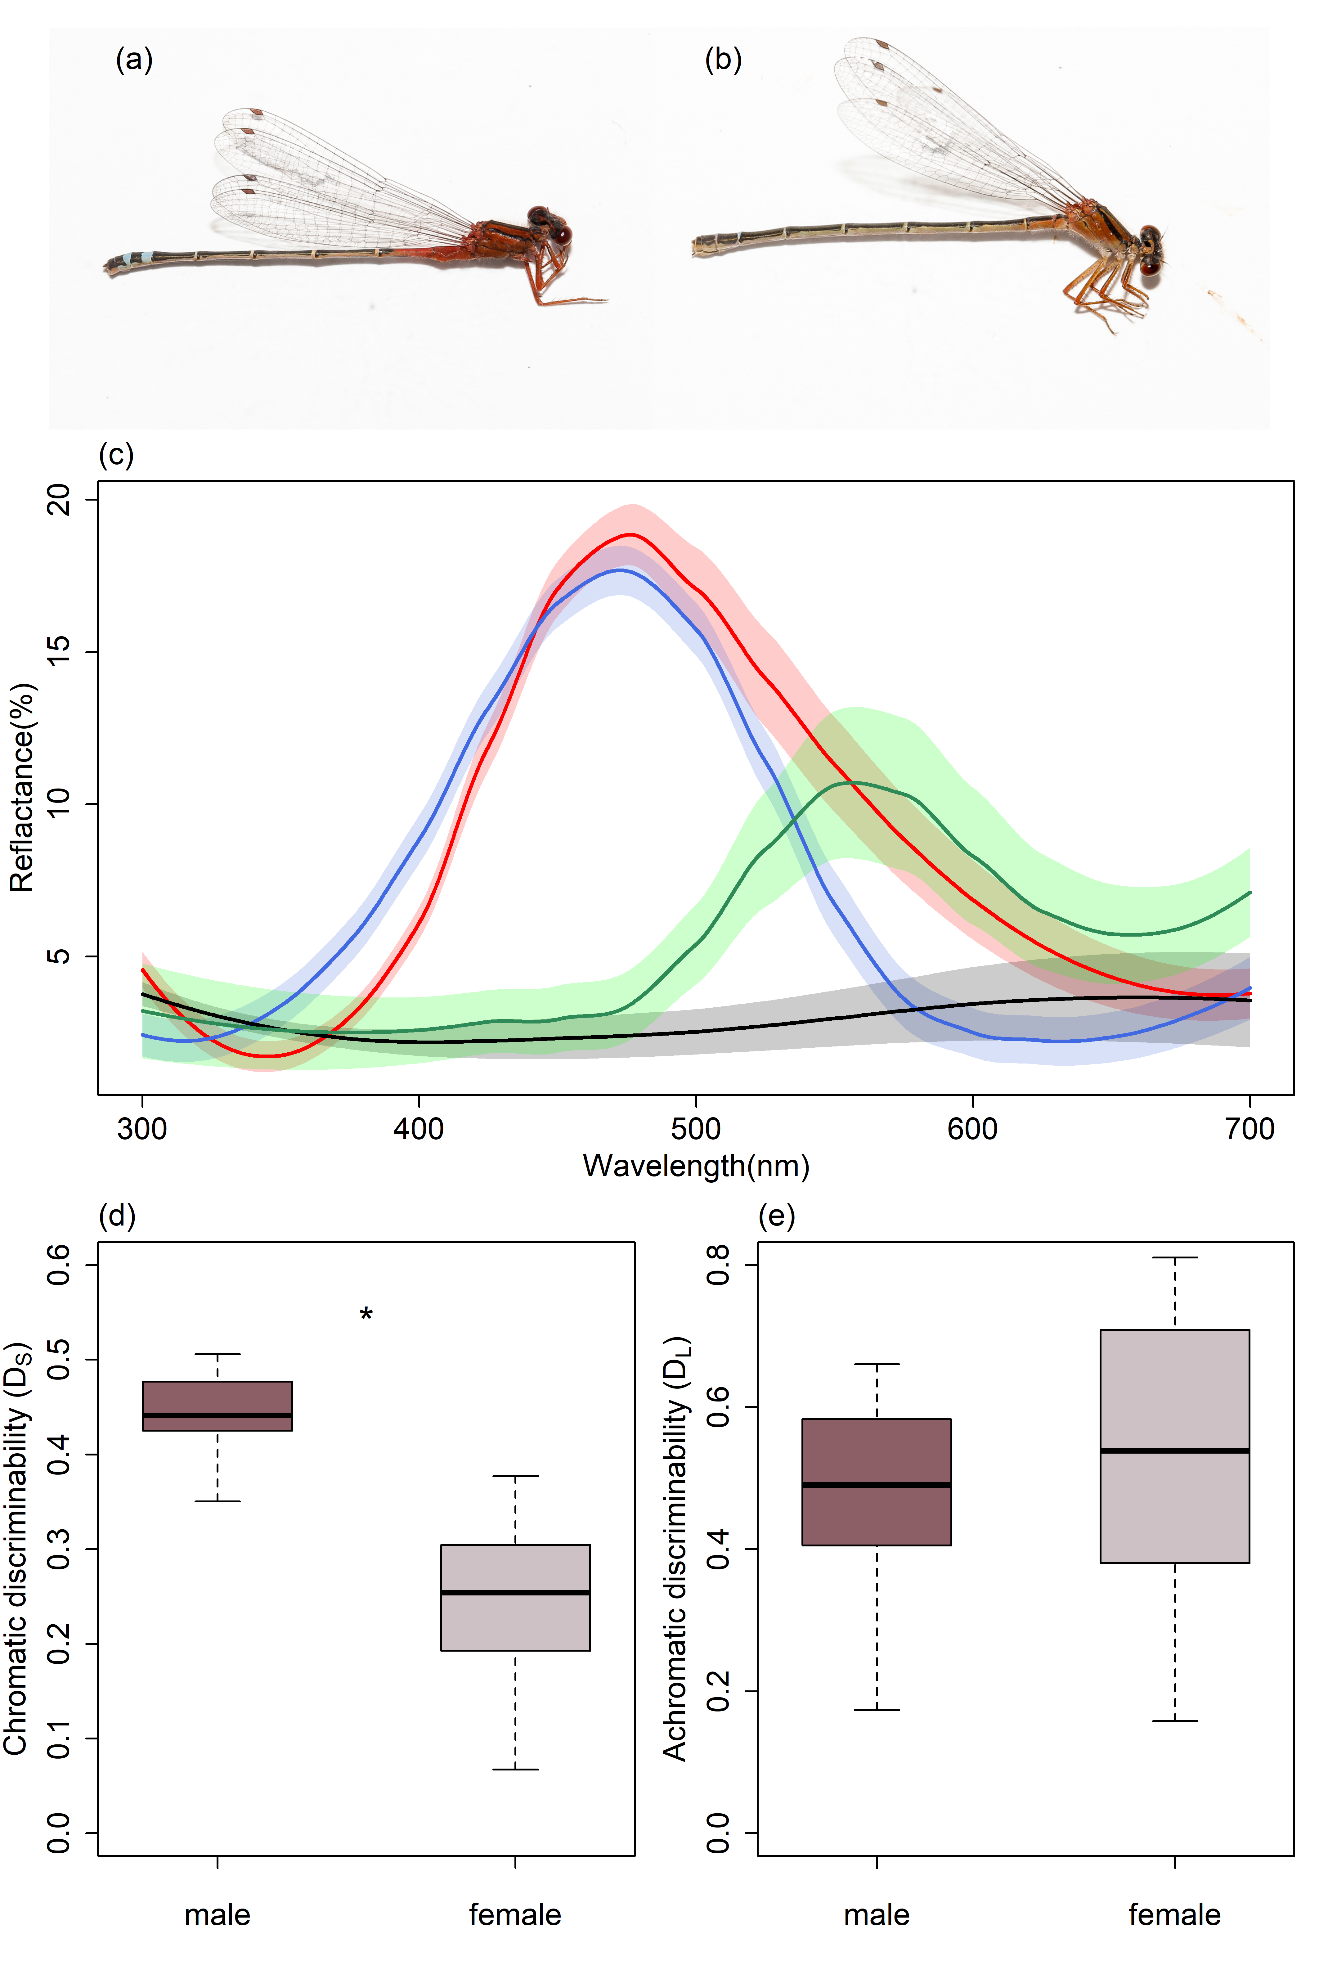 (a)
(b)
(c)
Reflactance(%)
20
15
10
5
300 400 500 600 700
Wavelength(nm)
(d)
Chromatic discriminability (DS)
0.6
0.5
0.4
0.3
0.2
0.1
0.0
*
male female
(e)
Achromatic discriminability (DL)
0.8
0.6
0.4
0.2
0.0
male female